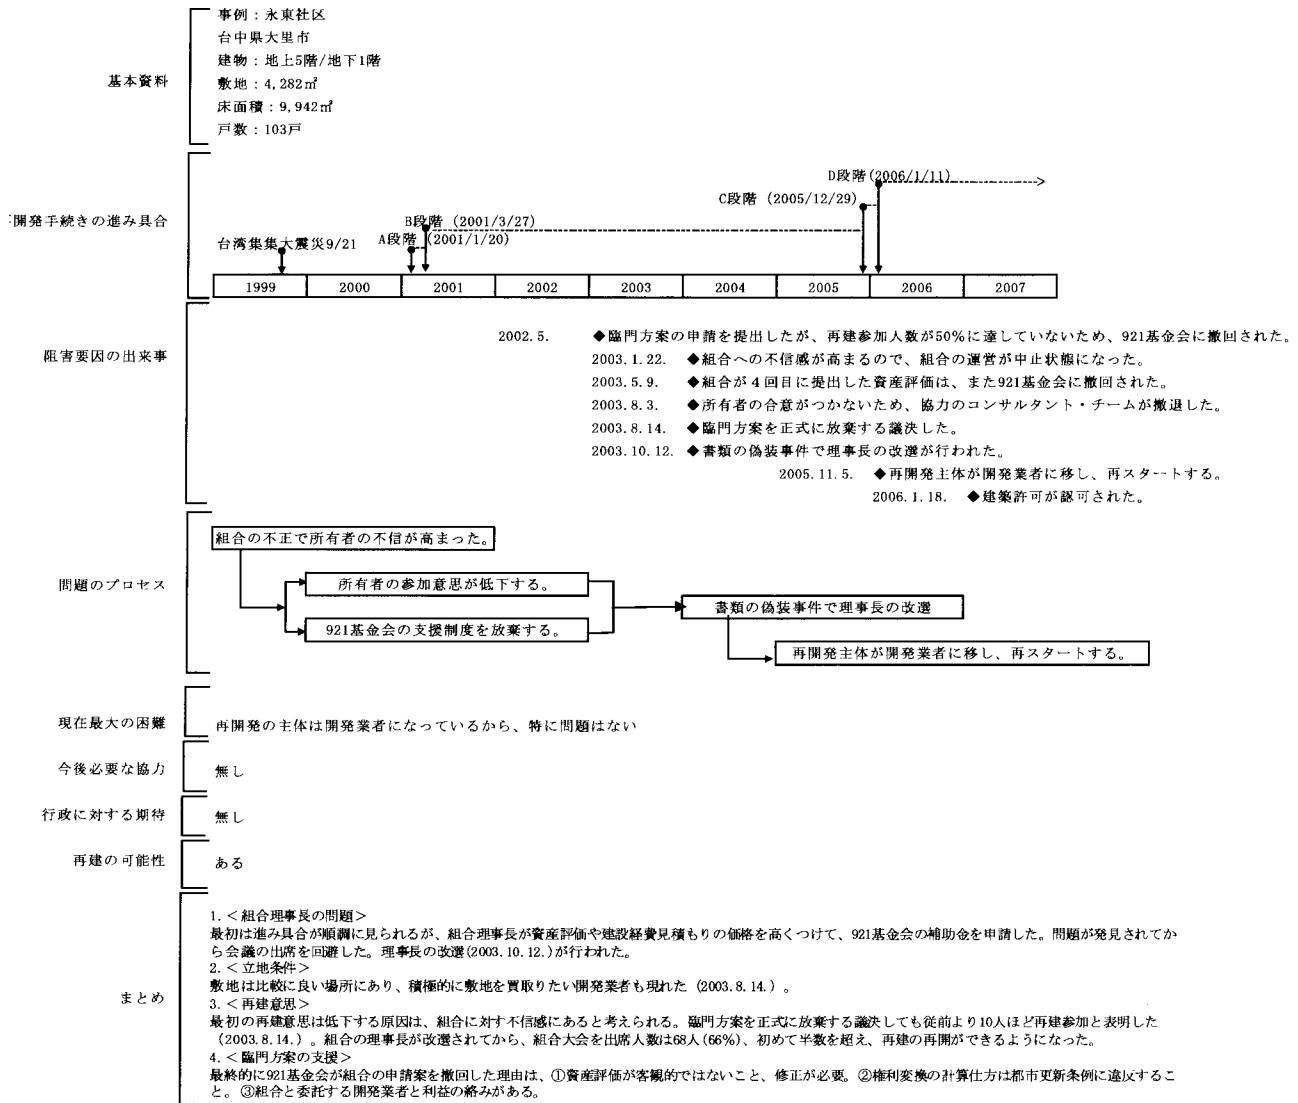 事例：永東社区
台中県大里市
建物：地上5階/地下1階
基本資料
敷地：4,282㎡
床面積：9,942㎡
戸数：103戸
D段階(2006/1/11)
C段階 (2005/12/29)
開発手続きの進み具合
B段階 (2001/3/27)
台湾集集大震災9/21
A段階 (2001/1/20)
1999 2000 2001 2002 2003 2004 2005 2006 2007
阻害要因の出来事
2002.5. ◆臨門方案の申請を提出したが、再建参加人数が50％に達していないため、921基金会に撤回された。
2003.1.22. ◆組合への不信感が高まるので、組合の運営が中止状態になった。
2003.5.9. ◆組合が４回目に提出した資産評価は、また921基金会に撤回された。
2003.8.3. ◆所有者の合意がつかないため、協力のコンサルタント・チームが撤退した。
2003.8.14. ◆臨門方案を正式に放棄する議決した。
2003.10.12. ◆書類の偽装事件で理事長の改選が行われた。
2005.11.5. ◆再開発主体が開発業者に移し、再スタートする。
2006.1.18. ◆建築許可が認可された。
問題のプロセス
組合の不正で所有者の不信が高まった。
所有者の参加意思が低下する。
921基金会の支援制度を放棄する。
書類の偽装事件で理事長の改選
再開発主体が開発業者に移し、再スタートする。
現在最大の困難
再開発の主体は開発業者になっているから、特に問題はない
今後必要な協力
無し
行政に対する期待
無し
再建の可能性
ある
まとめ
1.＜組合理事長の問題＞
最初は進み具合が順調に見られるが、組合理事長が資産評価や建設経費見積もりの価格を高くつけて、921基金会の補助金を申請した。問題が発見されてか
ら会議の出席を回避した。理事長の改選(2003.10.12.)が行われた。
2.＜立地条件＞
敷地は比較に良い場所にあり、積極的に敷地を買取りたい開発業者も現れた (2003.8.14.) 。
3.＜再建意思＞
最初の再建意思は低下する原因は、組合に対す不信感にあると考えられる。臨門方案を正式に放棄する議決しても従前より10人ほど再建参加と表明した
（2003.8.14.）。組合の理事長が改選されてから、組合大会を出席人数は68人(66%)、初めて半数を超え、再建の再開ができるようになった。
4.＜臨門方案の支援＞
最終的に921基金会が組合の申請案を撤回した理由は、①資産評価が客観的ではないこと、修正が必要。②権利変換の計算仕方は都市更新条例に違反するこ
と。③組合と委託する開発業者と利益の絡みがある。